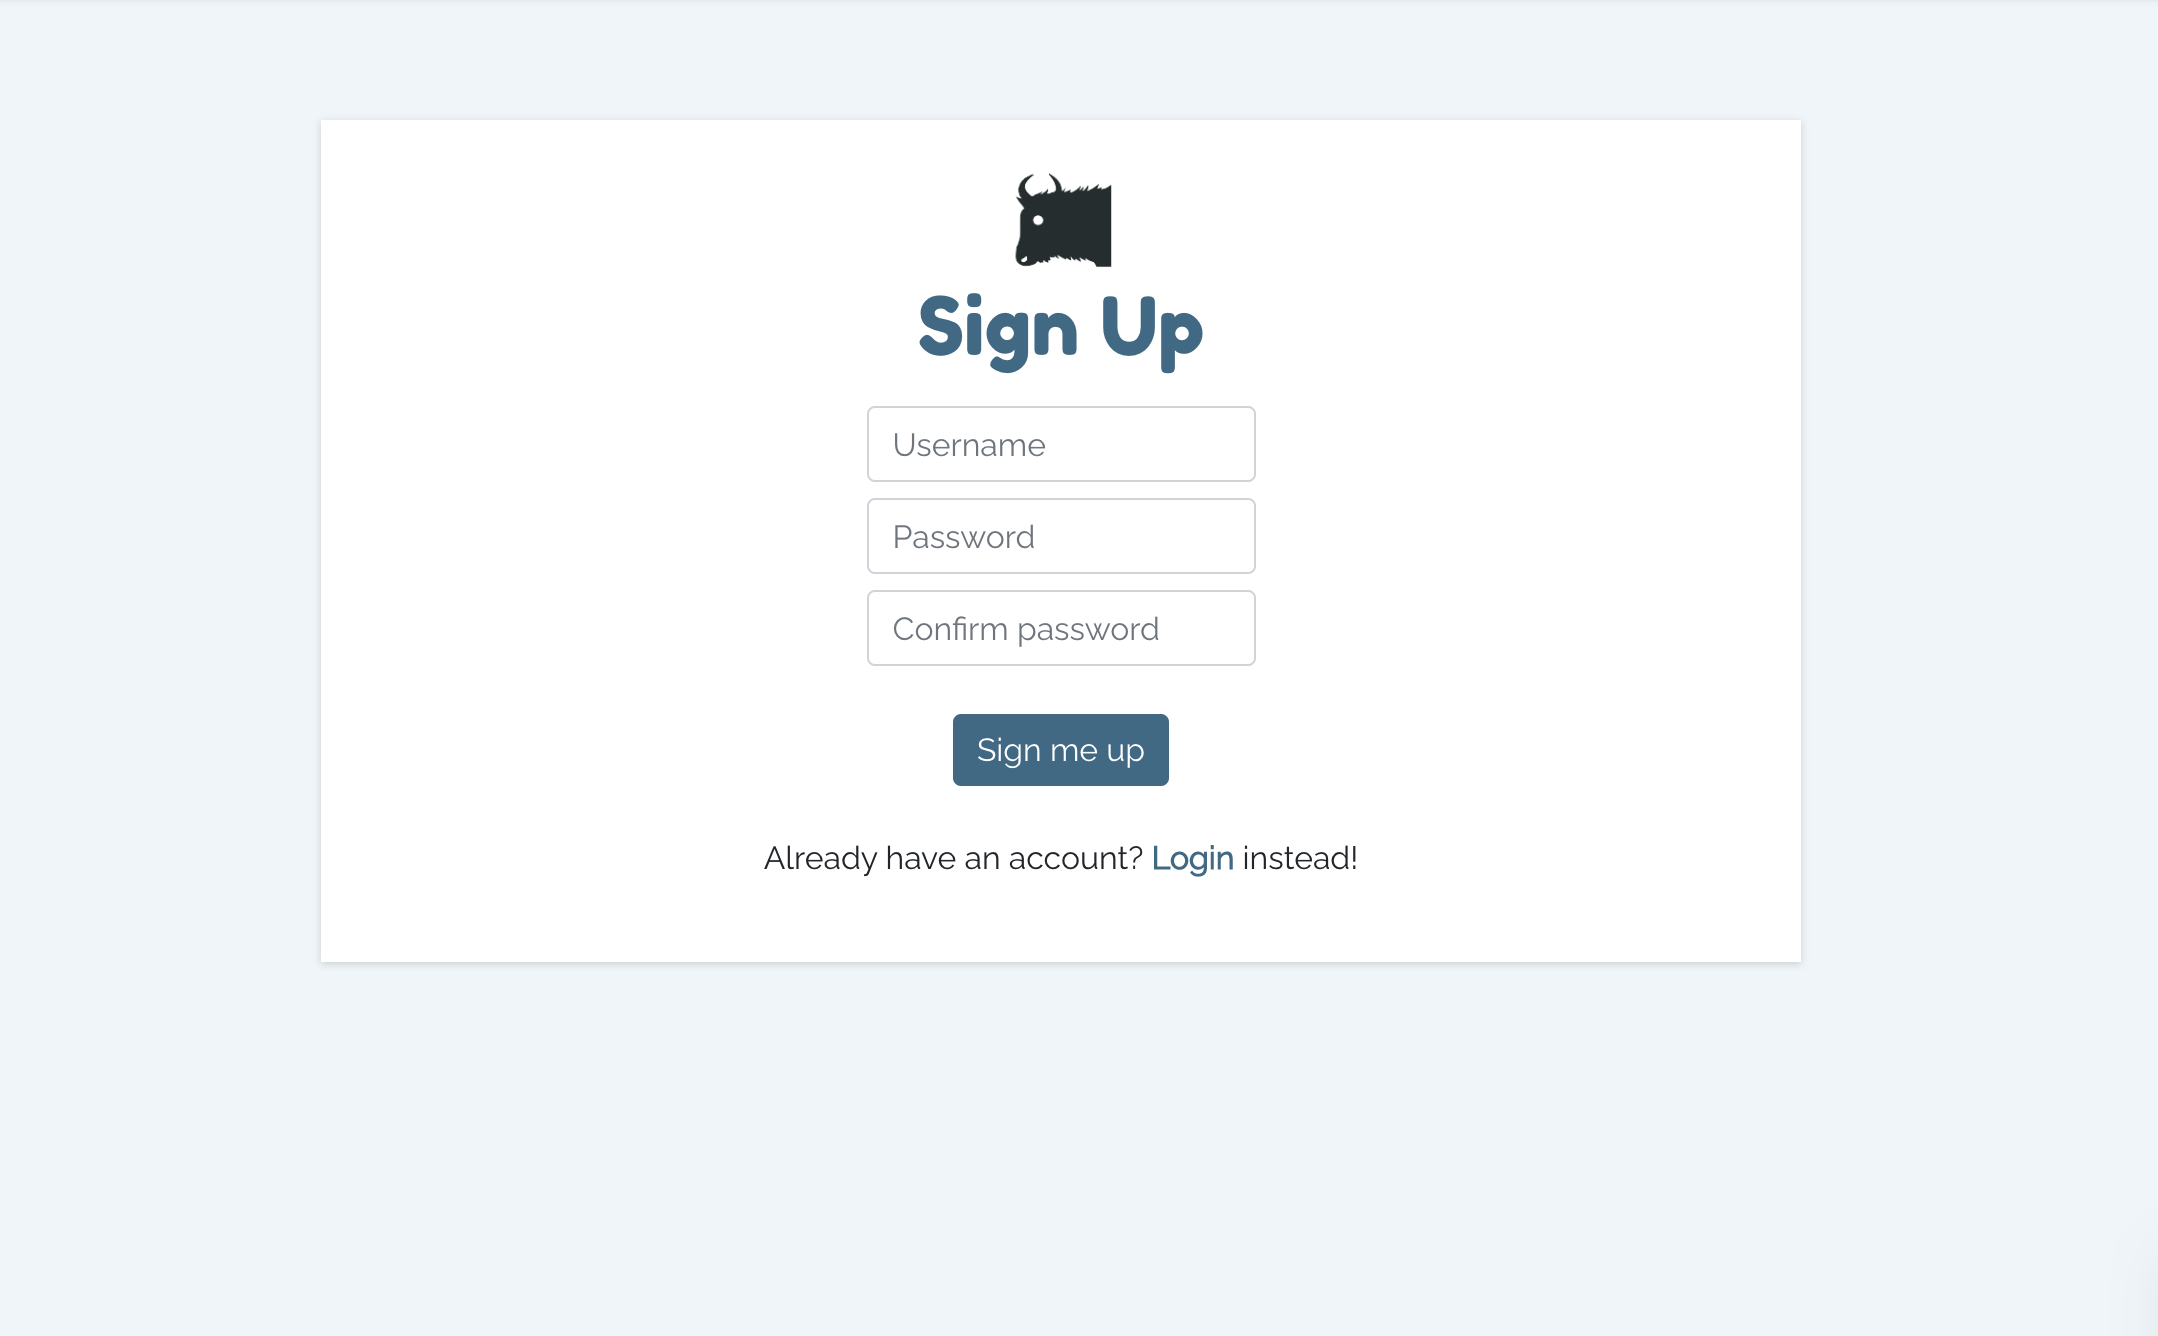 Sign Up
Username
Password
Confirm password
Sign me up
Already have an account? Login instead!